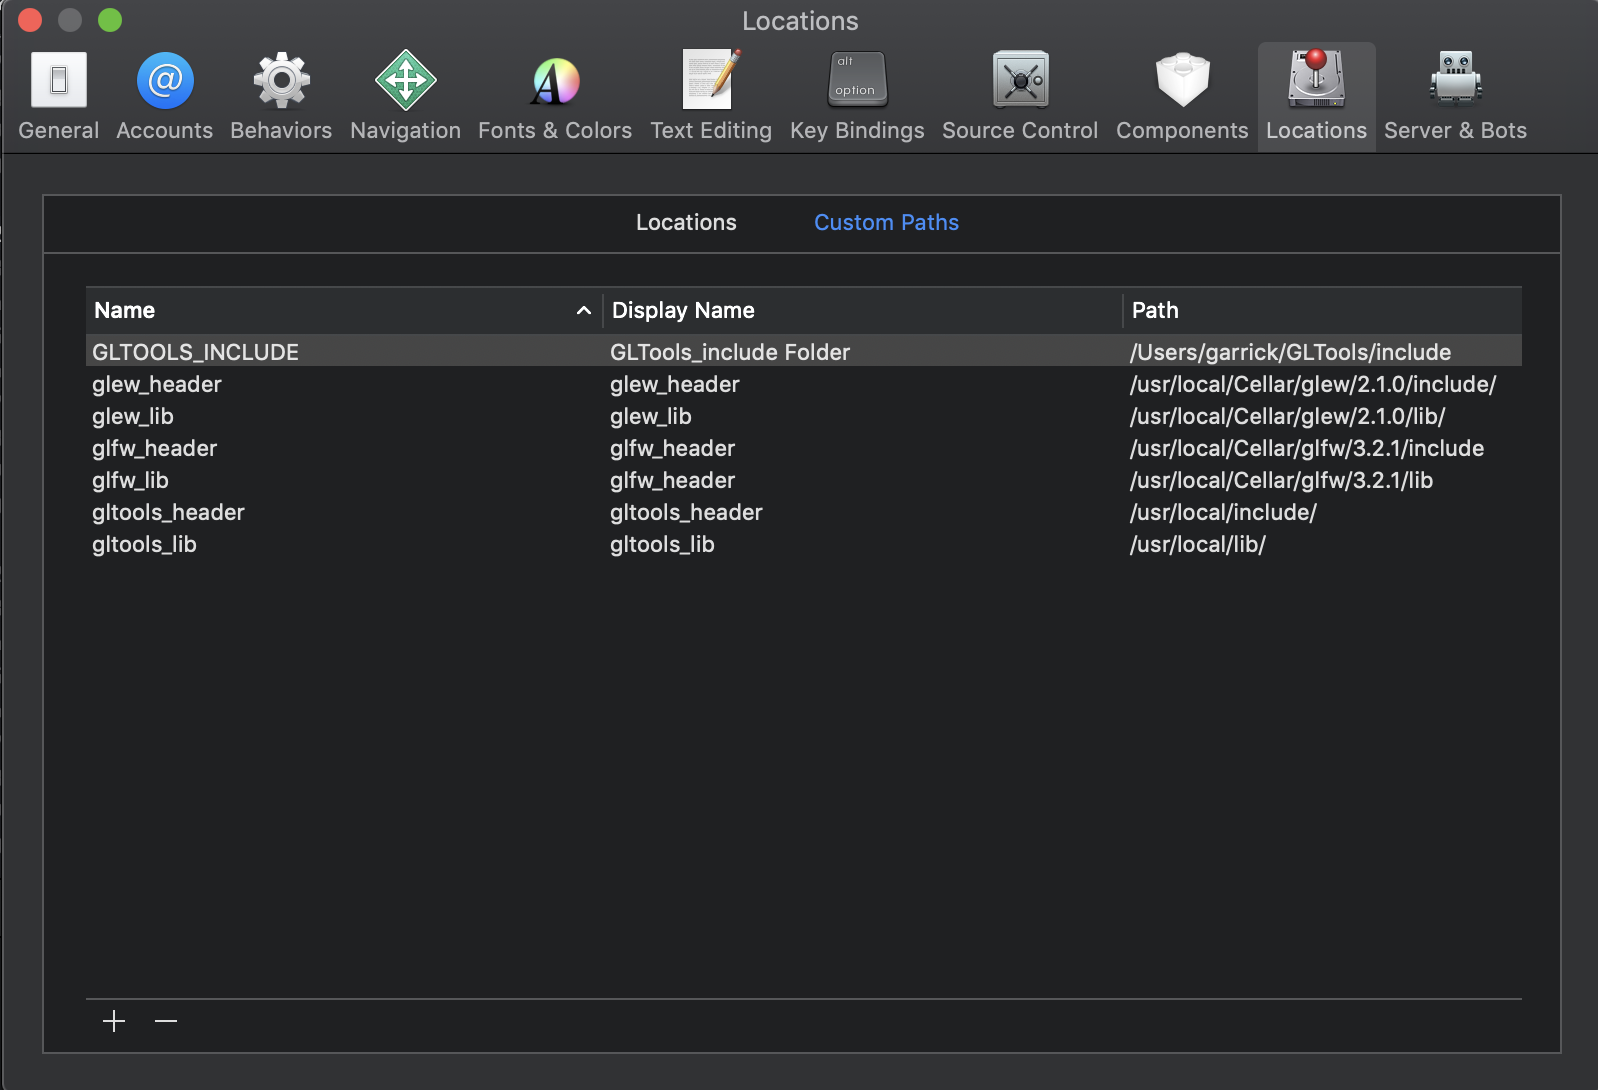 Locations
alt
option
General Accounts Behaviors Navigation Fonts & Colors Text Editing Key Bindings Source Control Components Locations Server & Bots
Locations Custom Paths
Name Display Name Path
GLTOOLS_INCLUDE GLTools_include Folder /Users/garrick/GLTools/include
glew_header glew_header /usr/local/Cellar/glew/2.1.0/include/
glew_lib glew_lib /usr/local/Cellar/glew/2.1.0/lib/
glfw_header glfw_header /usr/local/Cellar/glfw/3.2.1/include
glfw_lib glfw_header /usr/local/Cellar/glfw/3.2.1/lib
gltools_header gltools_header /usr/local/include/
gltools_lib gltools_lib /usr/local/lib/